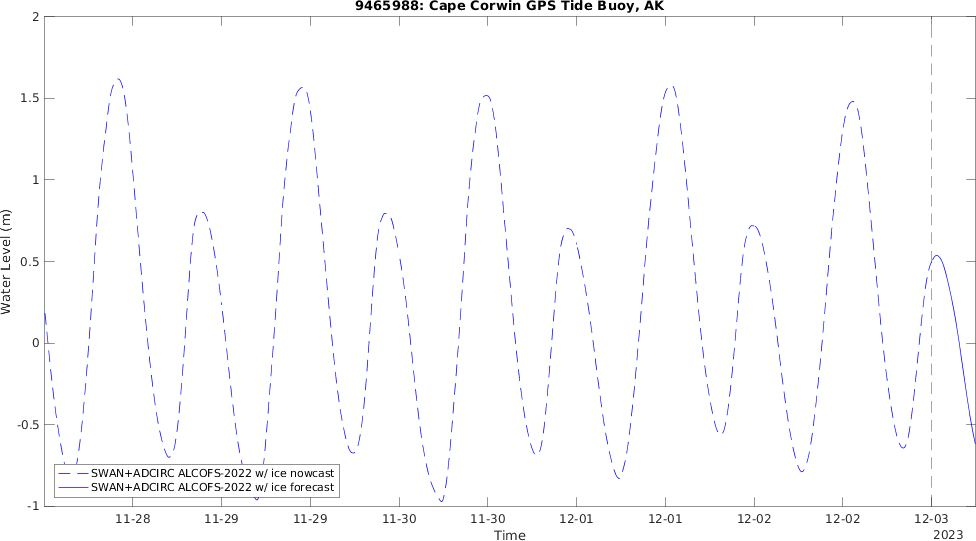 9465988: Cape Corwin GPS Tide Buoy, AK
Water Level (m)
2
1.5
1
0.5
0
-0.5
-1
SWAN+ADCIRC ALCOFS-2022 w/ ice nowcast
SWAN+ADCIRC ALCOFS-2022 w/ ice forecast
11-28 11-29 11-29 11-30 11-30 12-01 12-01 12-02 12-02 12-03
Time
2023